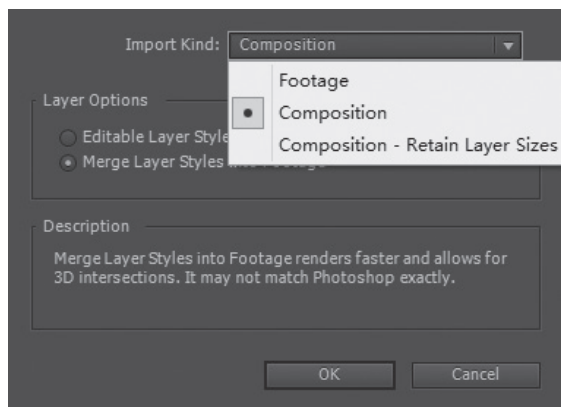 Import Kind: Composition
Footage
Composition
Composition - Retain Layer Sizes
Layer Options
Editable Layer Style
Merge Layer Styles
Description
Merge Layer Styles into Footage renders faster and allows for
3D intersections. It may not match Photoshop exactly.
OK Cancel